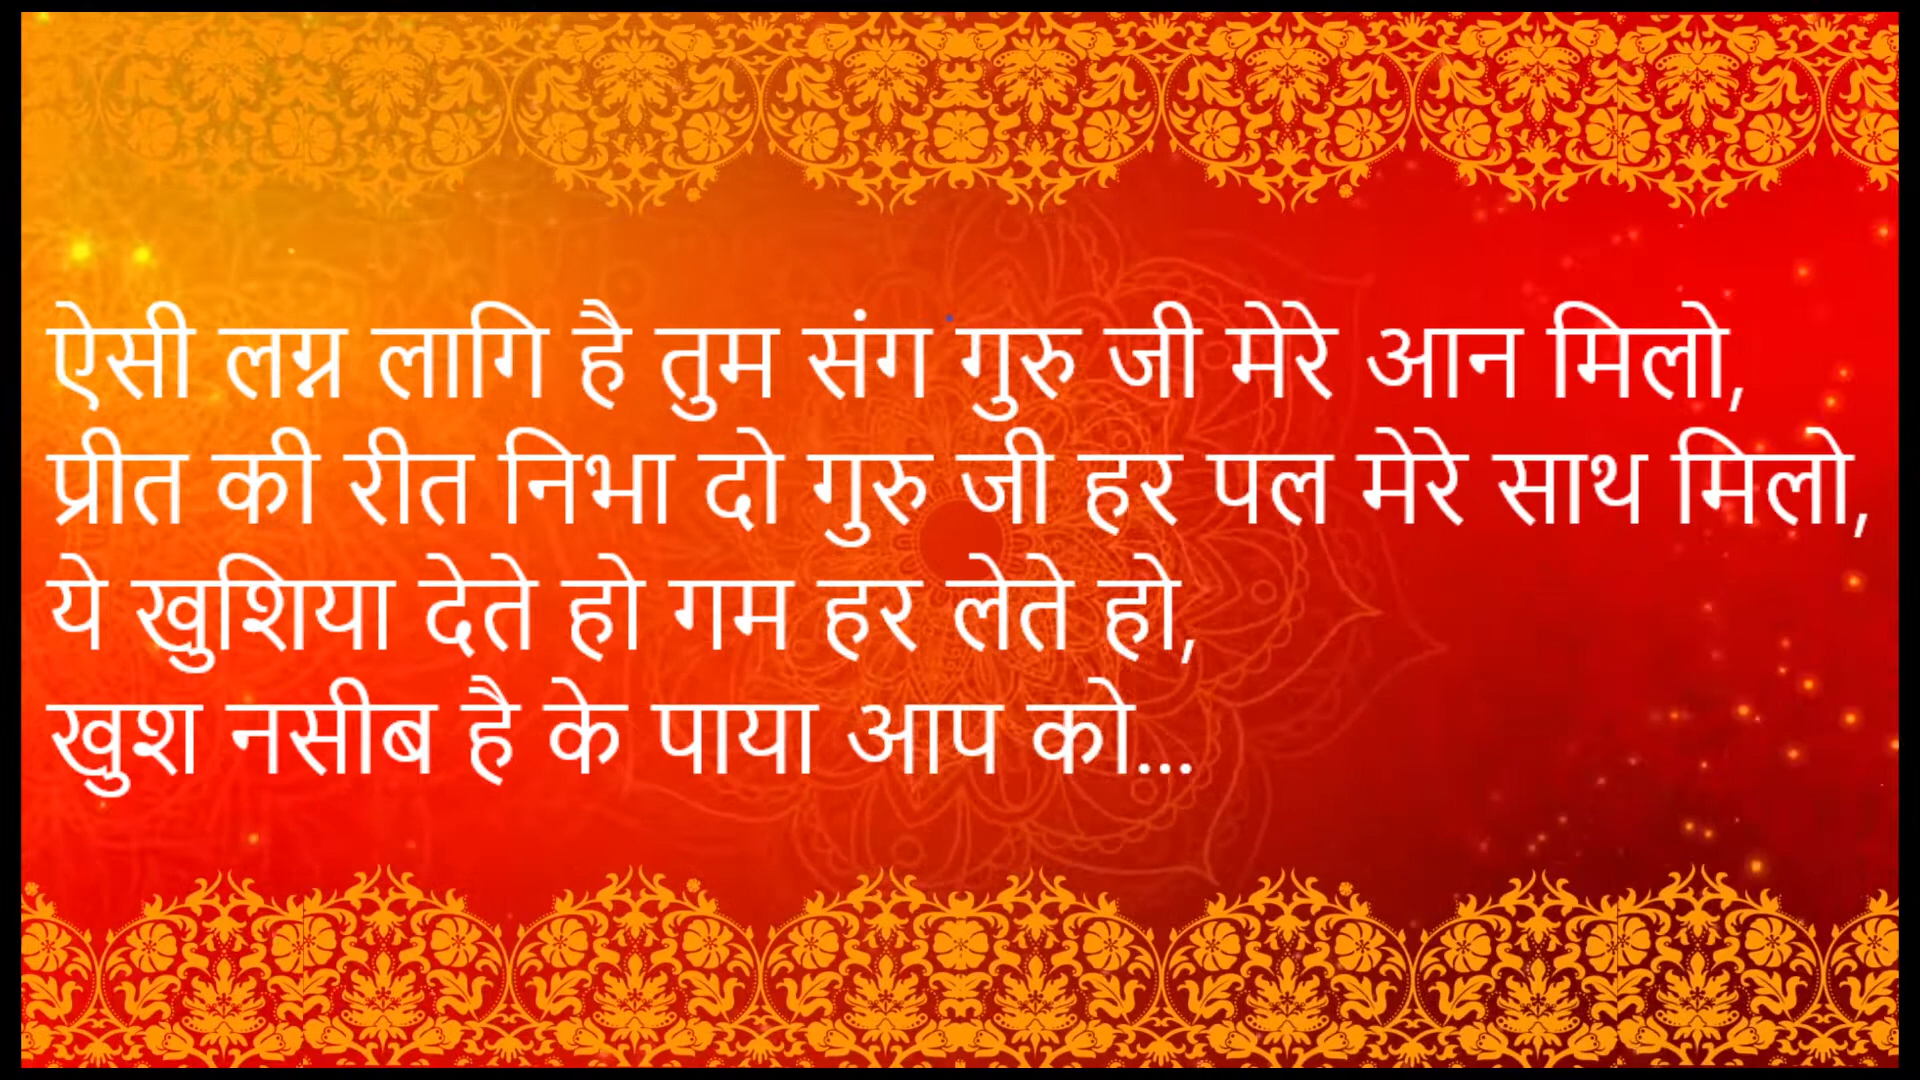 ऐसी लग्न लागि है तुम संग गुरु जी मेरे आन मिलो,
प्रीत की रीत निभा दो गुरु जी हर पल मेरे साथ मिलो,
ये खुशिया देते हो गम हर लेते हो,
खुश नसीब है के पाया आप को...